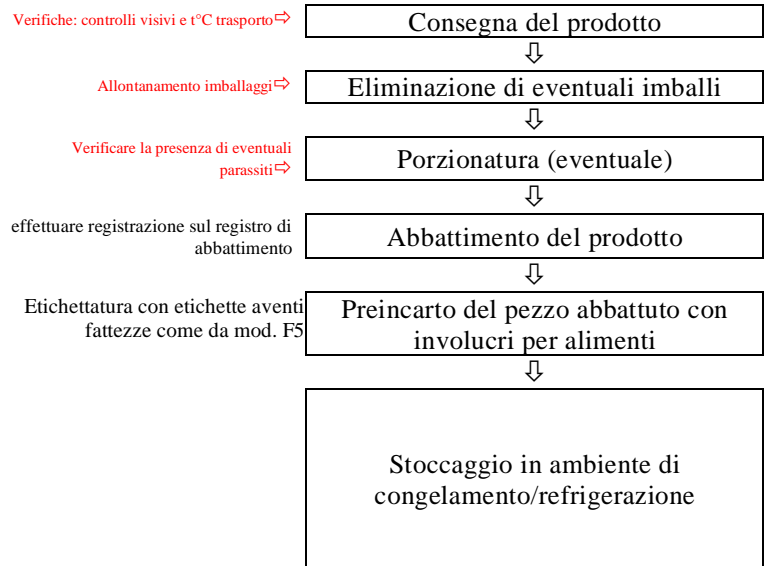 Verifiche: controlli visivi e t°C trasporto⇨
Consegna del prodotto
⇩
Allontanamento imballaggi⇨
Eliminazione di eventuali imballi
⇩
Verificare la presenza di eventuali
parassiti⇨
Porzionatura (eventuale)
⇩
effettuare registrazione sul registro di
abbattimento
Abbattimento del prodotto
⇩
Etichettatura con etichette aventi
fattezze come da mod. F5
Preincarto del pezzo abbattuto con
involucri per alimenti
⇩
Stoccaggio in ambiente di
congelamento/refrigerazione